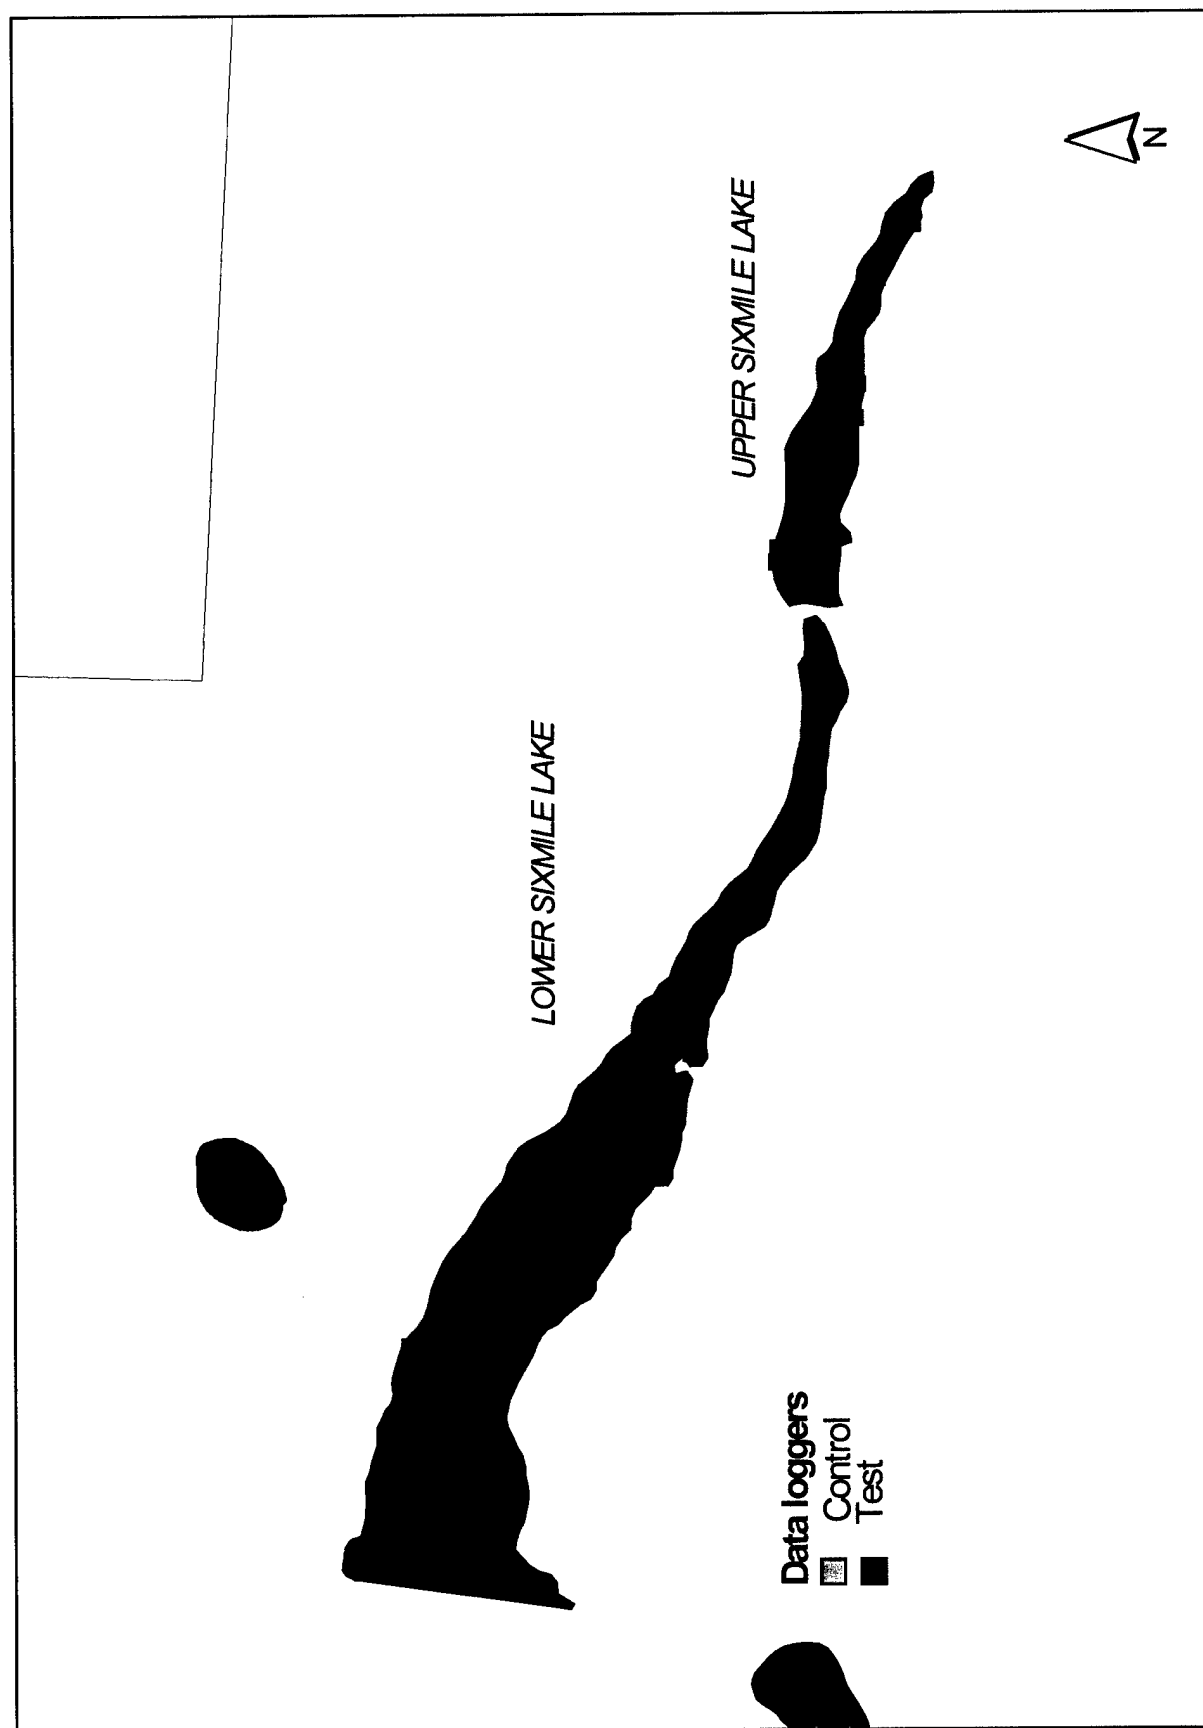 UPPER SIXMILE LAKE
LOWER SIXMILE LAKE
N
Data loggers
Control
Test